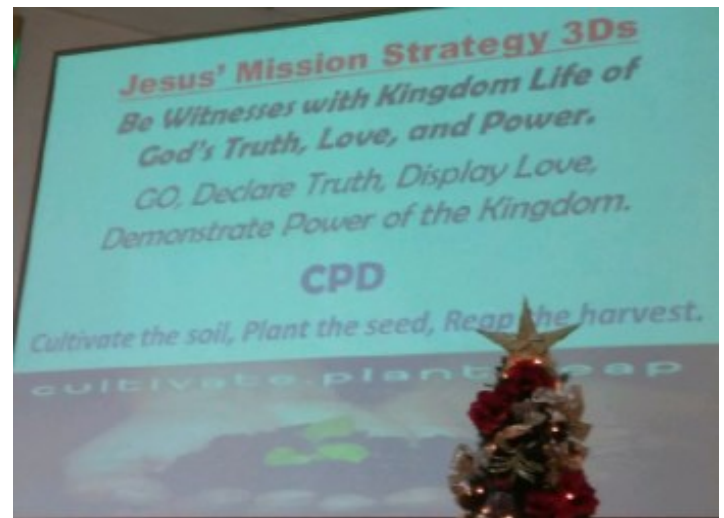 Jesus' Mission Strategy 3Ds
Be Witnesses with Kingdom Life of
God's Truth, Love, and Power.
GO, Declare Truth, Display Love,
Demonstrate Power of the Kingdom.
CPD
Cultivate the soil, Plant the seed, Reap the harvest.
cultivate.plant.reap